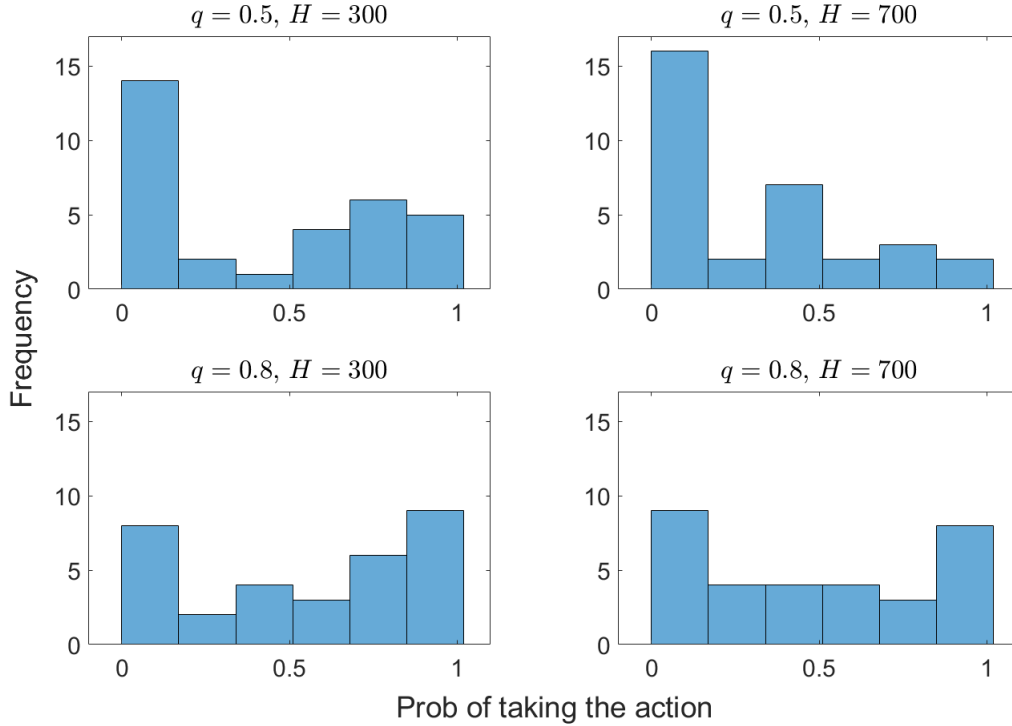 q = 0.5, H = 300
15
10
5
0
0 0.5 1
q = 0.5, H = 700
15
10
5
0
0 0.5 1
Frequency
q = 0.8, H = 300
15
10
5
0
0 0.5 1
q = 0.8, H = 700
15
10
5
0
0 0.5 1
Prob of taking the action